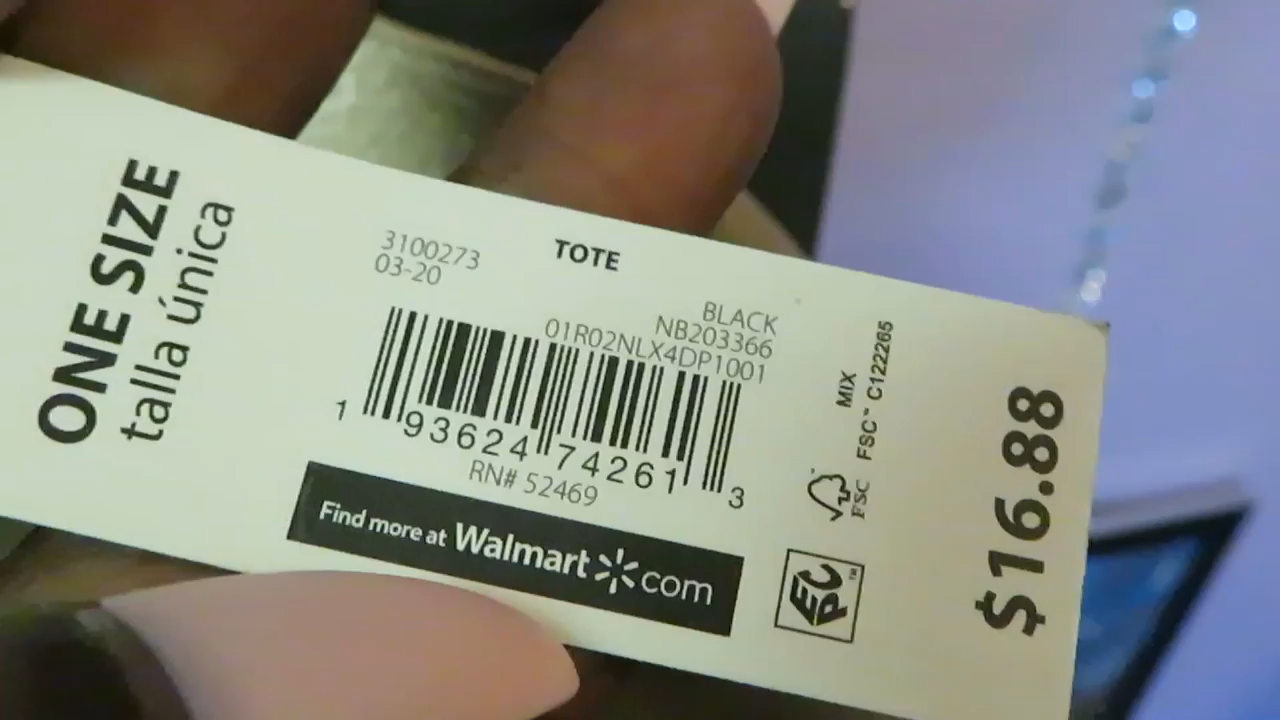 ONE SIZE
talla única
3100273
03-20
TOTE
BLACK
NB203366
01R02NLX4DP1001
1 93624 74261 3
RN# 52469
Find more at Walmart com
MIX
FSC™ C122265
FSC
EPC™
$16.88